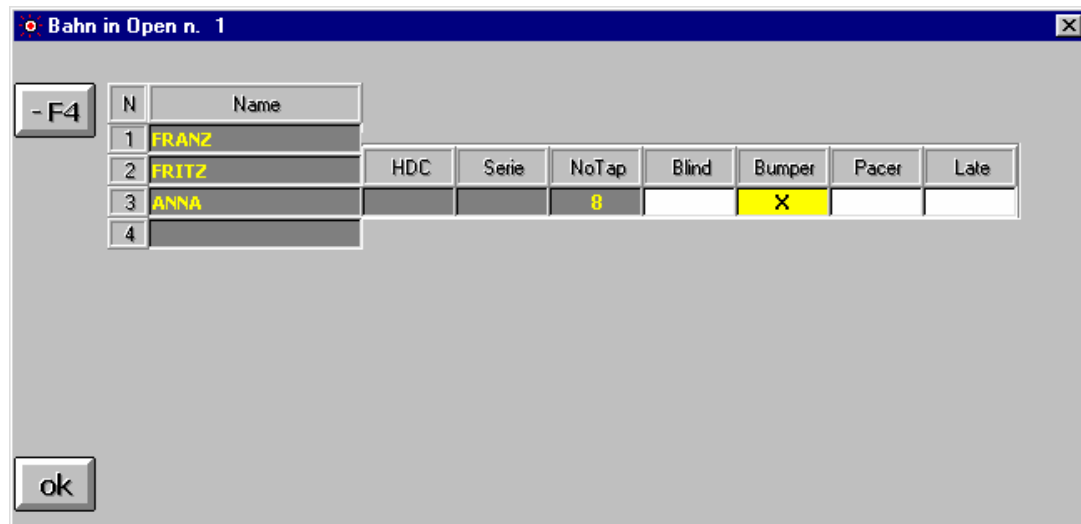 Bahn in Open n. 1
- F4
N Name
1 FRANZ
2 FRITZ HDC Serie NoTap Blind Bumper Pacer Late
3 ANNA 8 X
4
ok